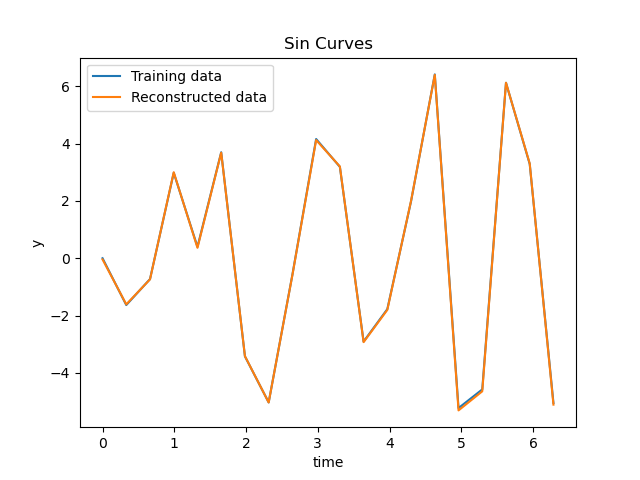 Sin Curves
Training data
Reconstructed data
6
4
2
0
−2
−4
y
0 1 2 3 4 5 6
time